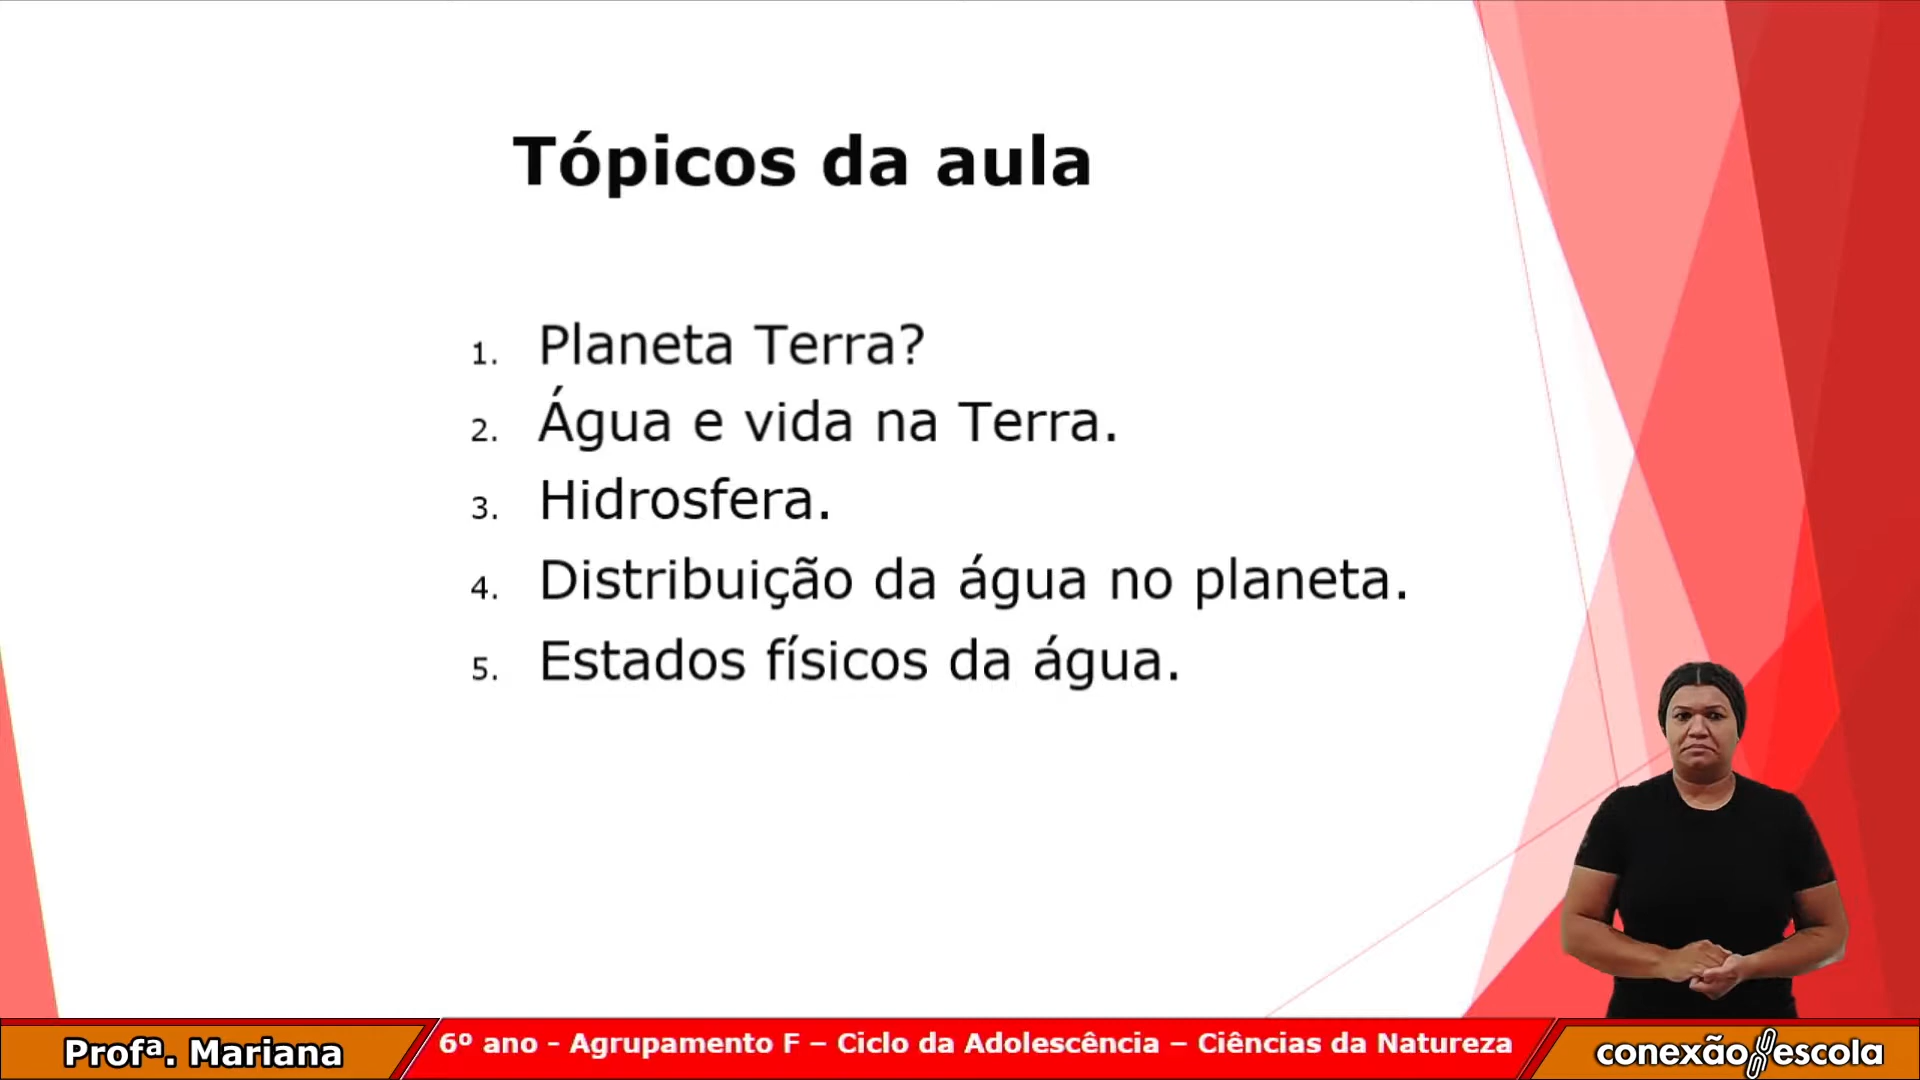 Tópicos da aula
1. Planeta Terra?
2. Água e vida na Terra.
3. Hidrosfera.
4. Distribuição da água no planeta.
5. Estados físicos da água.
Profª. Mariana
6º ano - Agrupamento F – Ciclo da Adolescência – Ciências da Natureza
conexão escola